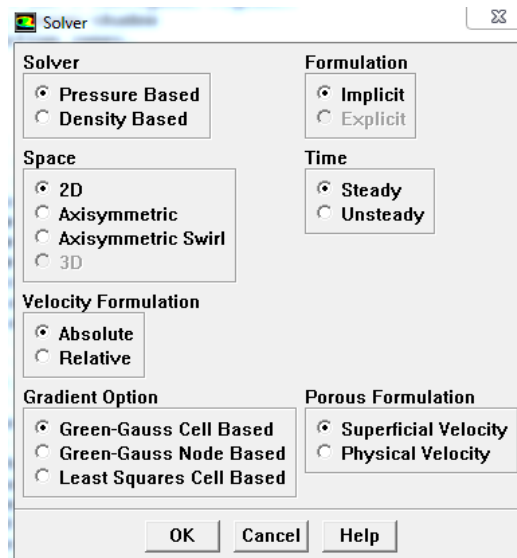 Solver
Solver
Pressure Based
Density Based
Formulation
Implicit
Explicit
Space
2D
Axisymmetric
Axisymmetric Swirl
3D
Time
Steady
Unsteady
Velocity Formulation
Absolute
Relative
Gradient Option
Green-Gauss Cell Based
Green-Gauss Node Based
Least Squares Cell Based
Porous Formulation
Superficial Velocity
Physical Velocity
OK Cancel Help